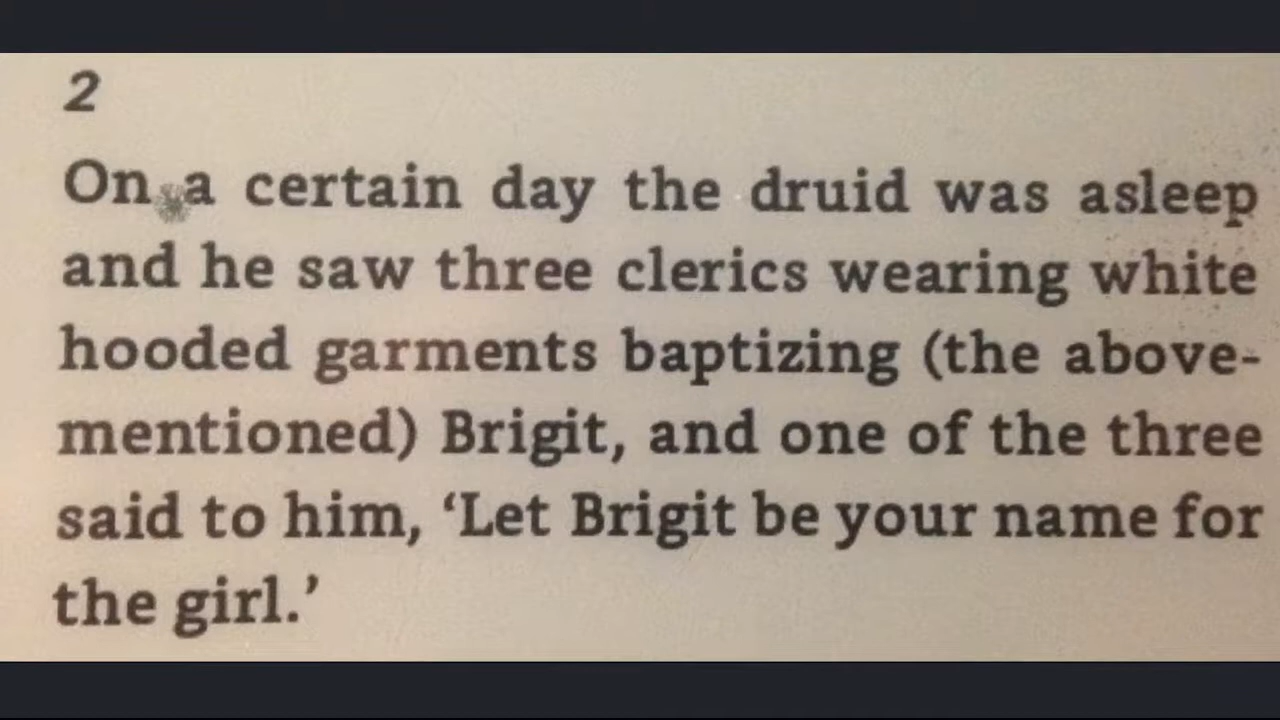 2
On a certain day the druid was asleep
and he saw three clerics wearing white
hooded garments baptizing (the above-
mentioned) Brigit, and one of the three
said to him, ‘Let Brigit be your name for
the girl.’